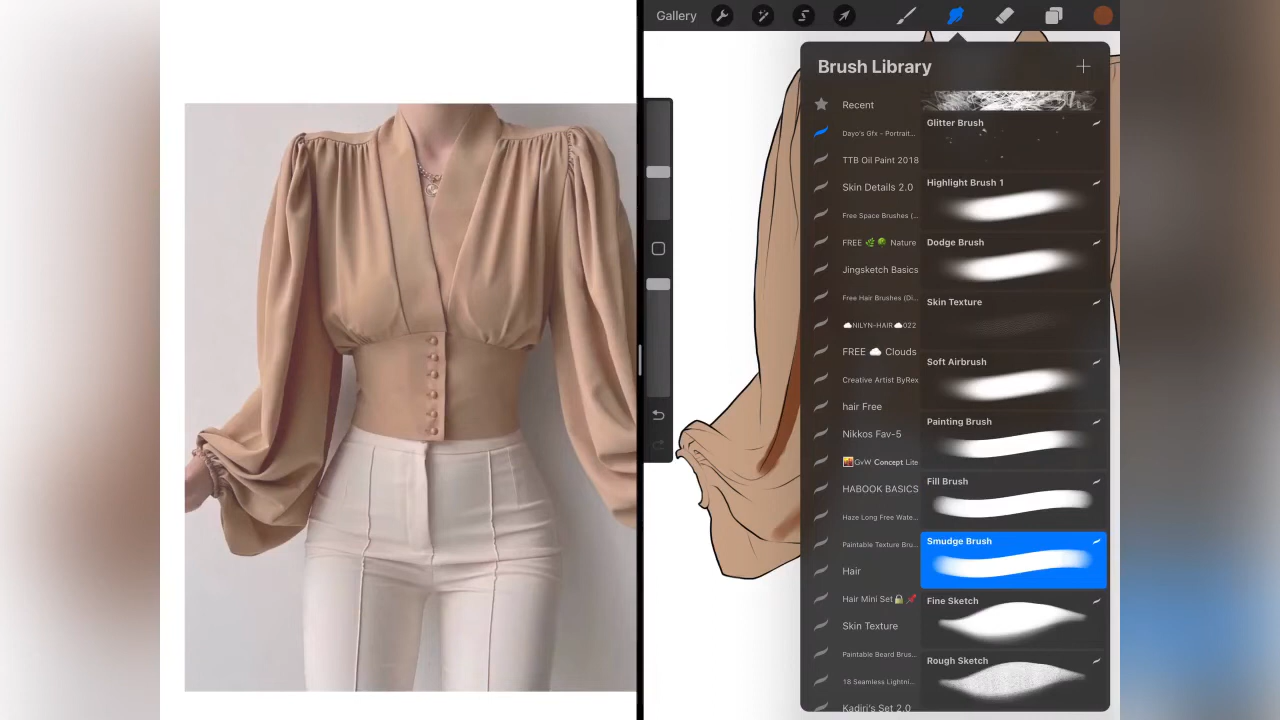 Gallery
Brush Library
Recent
Dayo's Gfx - Portrait...
TTB Oil Paint 2018
Skin Details 2.0
Free Space Brushes (...
FREE 🌿🌳 Nature
Jingsketch Basics
Free Hair Brushes (Di...
☁️NILYN-HAIR☁️022
FREE ☁️ Clouds
Creative Artist ByRex
hair Free
Nikkos Fav-5
GvW Concept Lite
HABOOK BASICS
Haze Long Free Wate...
Paintable Texture Bru...
Hair
Hair Mini Set🔒📌
Skin Texture
Paintable Beard Brus...
18 Seamless Lightni...
Kadiri's Set 2.0
Glitter Brush
Highlight Brush 1
Dodge Brush
Skin Texture
Soft Airbrush
Painting Brush
Fill Brush
Smudge Brush
Fine Sketch
Rough Sketch